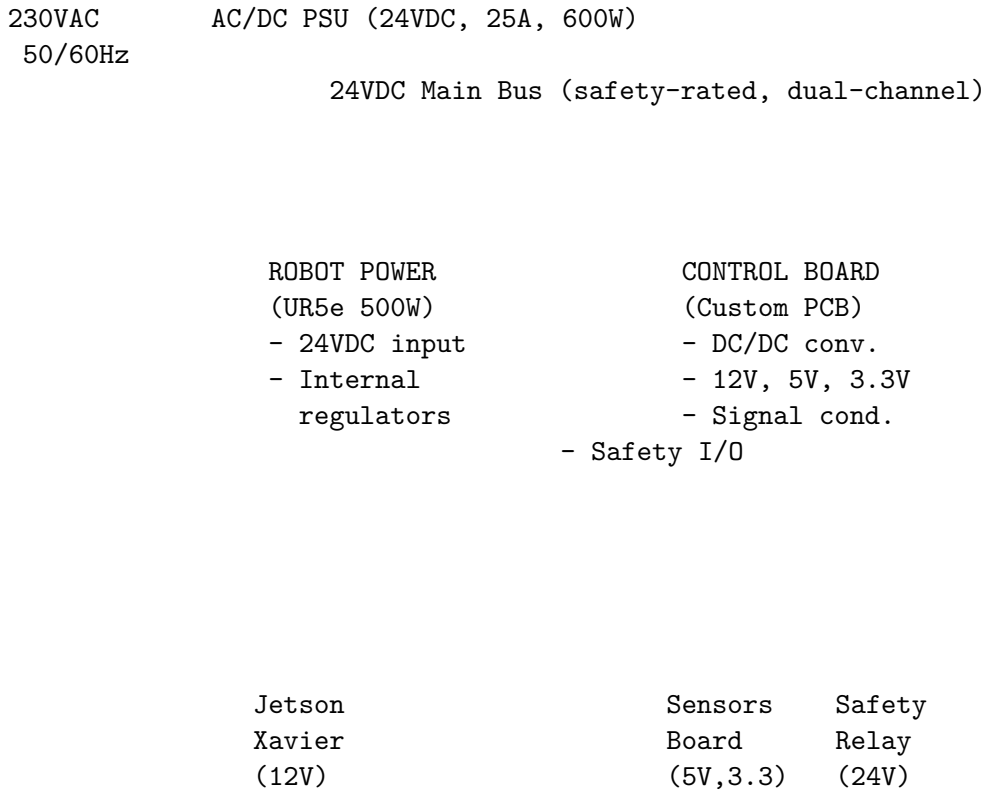 230VAC AC/DC PSU (24VDC, 25A, 600W)
50/60Hz
24VDC Main Bus (safety-rated, dual-channel)
ROBOT POWER CONTROL BOARD
(UR5e 500W) (Custom PCB)
- 24VDC input - DC/DC conv.
- Internal - 12V, 5V, 3.3V
regulators - Signal cond.
- Safety I/O
Jetson Sensors Safety
Xavier Board Relay
(12V) (5V,3.3) (24V)